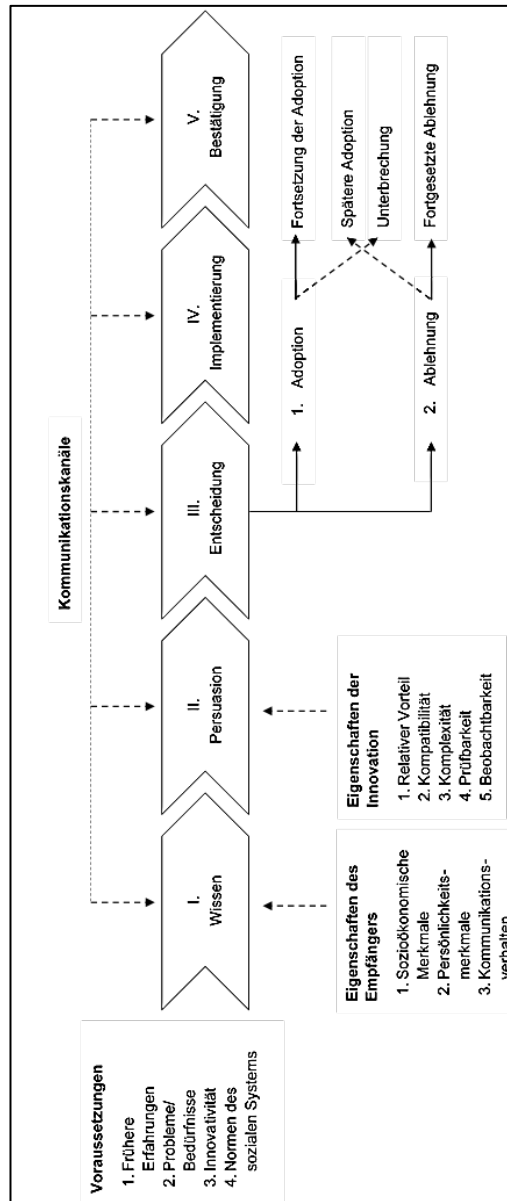 Kommunikationskanäle
Voraussetzungen
1. Frühere
Erfahrungen
2. Probleme/
Bedürfnisse
3. Innovativität
4. Normen des
sozialen Systems
I.
Wissen
II.
Persuasion
III.
Entscheidung
IV.
Implementierung
V.
Bestätigung
Eigenschaften des
Empfängers
1. Sozioökonomische
Merkmale
2. Persönlichkeits-
merkmale
3. Kommunikations-
verhalten
Eigenschaften der
Innovation
1. Relativer Vorteil
2. Kompatibilität
3. Komplexität
4. Prüfbarkeit
5. Beobachtbarkeit
1. Adoption
2. Ablehnung
Fortsetzung der Adoption
Spätere Adoption
Unterbrechung
Fortgesetzte Ablehnung